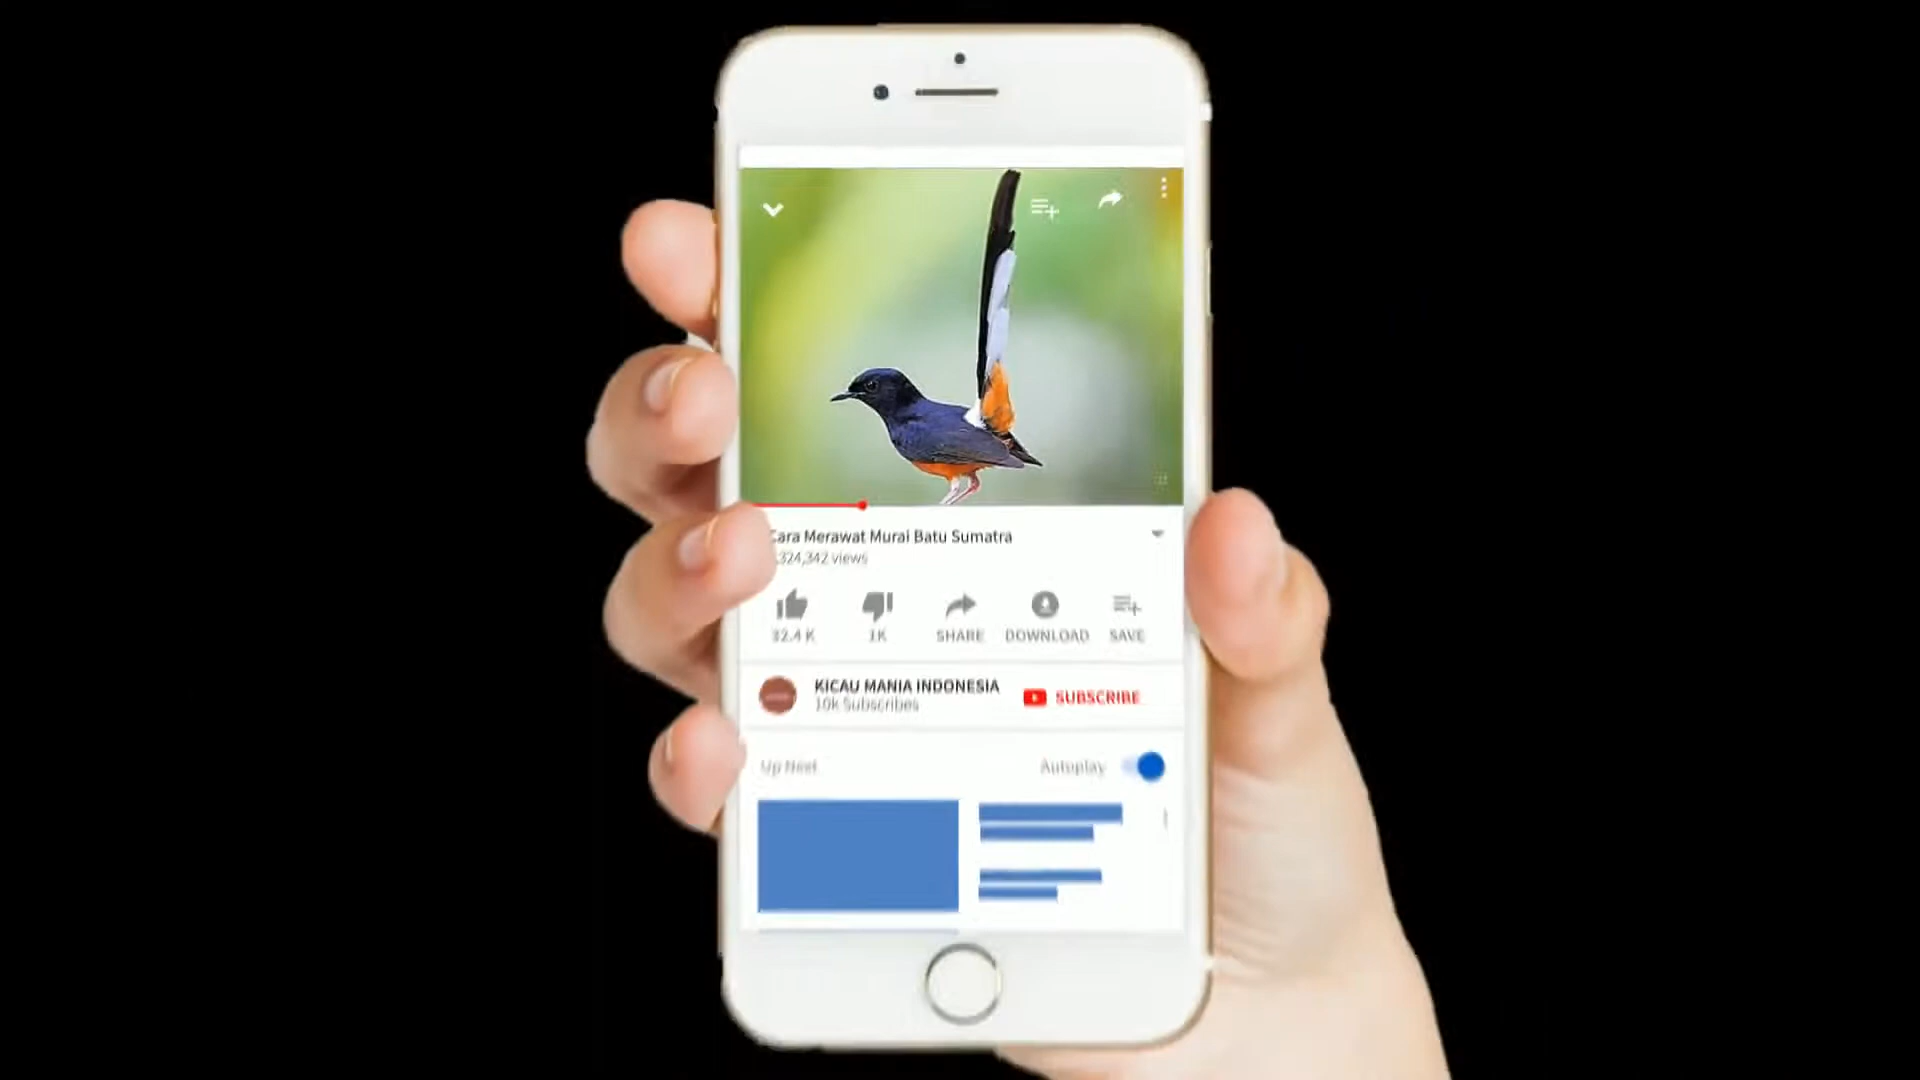 Cara Merawat Murai Batu Sumatra
,324,342 views
32.4 K
1K
SHARE
DOWNLOAD
SAVE
KICAU MANIA INDONESIA
10k Subscribes
SUBSCRIBE
Up Next
Autoplay